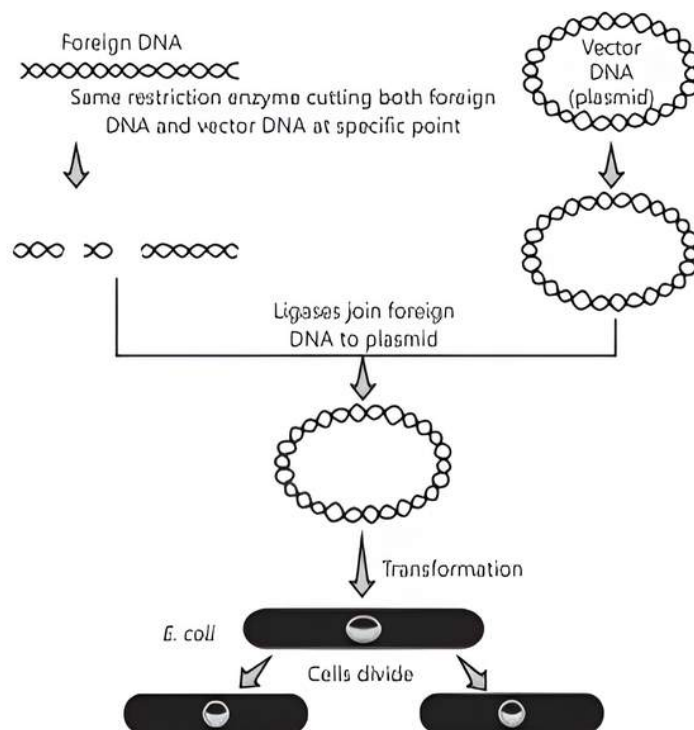 Foreign DNA
Vector
DNA
(plasmid)
Same restriction enzyme cutting both foreign
DNA and vector DNA at specific point
Ligases join foreign
DNA to plasmid
Transformation
E. coli
Cells divide